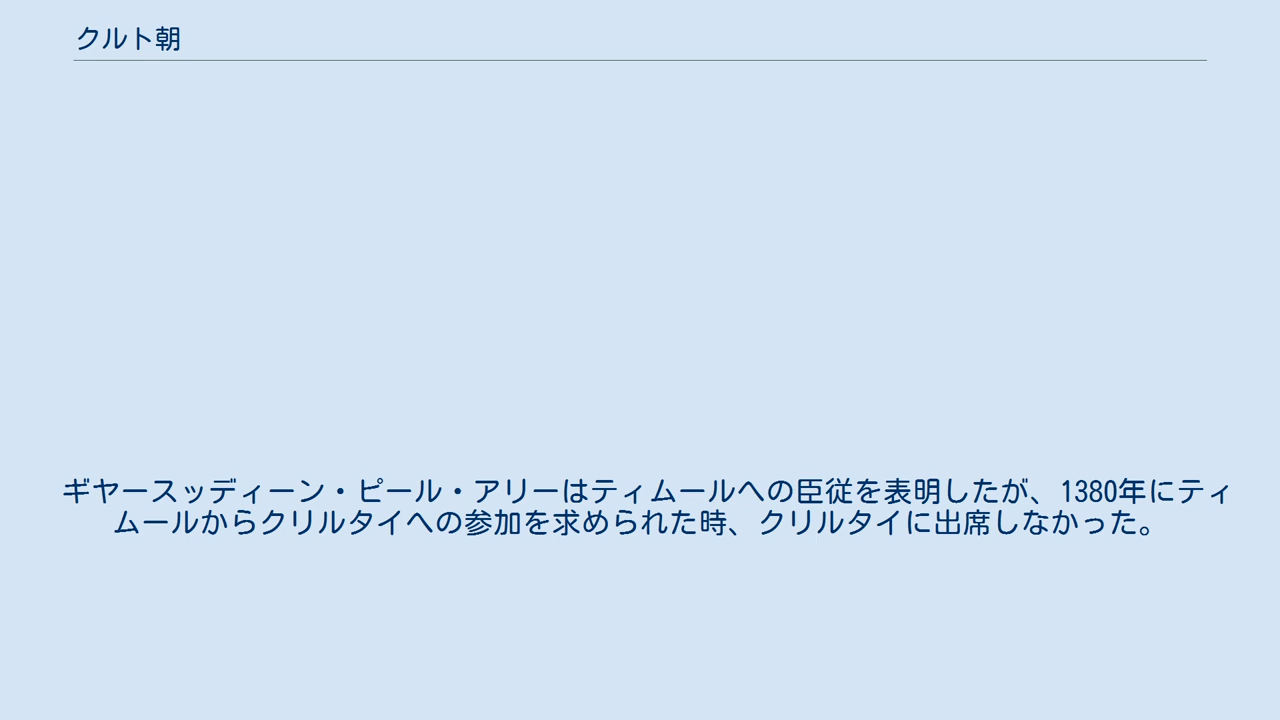 クルト朝
ギヤースッディーン・ピール・アリーはティムールへの臣従を表明したが、1380年にティ
ムールからクリルタイへの参加を求められた時、クリルタイに出席しなかった。